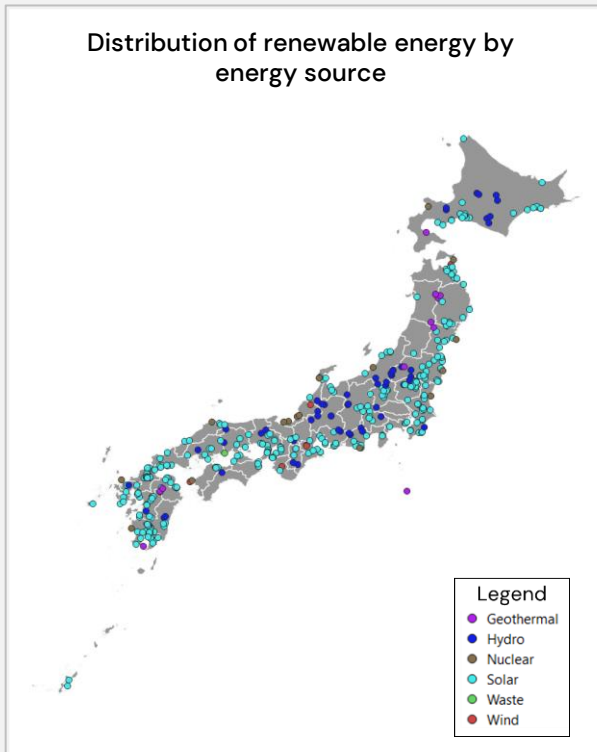 Distribution of renewable energy by
energy source
Legend
Geothermal
Hydro
Nuclear
Solar
Waste
Wind